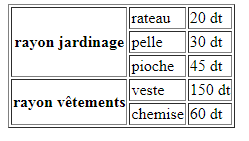 rayon jardinage rateau 20 dt
pelle 30 dt
pioche 45 dt
rayon vêtements veste 150 dt
chemise 60 dt